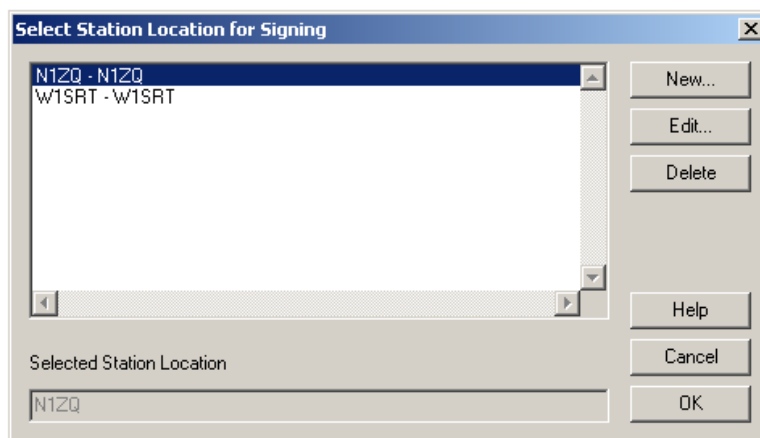 Select Station Location for Signing
N1ZQ - N1ZQ
W1SRT - W1SRT
New...
Edit...
Delete
Help
Cancel
OK
Selected Station Location
N1ZQ